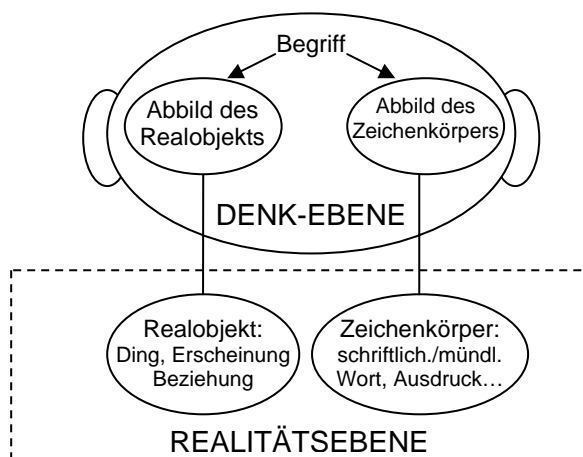 Begriff
Abbild des
Realobjekts
Abbild des
Zeichenkörpers
DENK-EBENE
Realobjekt:
Ding, Erscheinung
Beziehung
Zeichenkörper:
schriftlich./mündl.
Wort, Ausdruck…
REALITÄTSEBENE